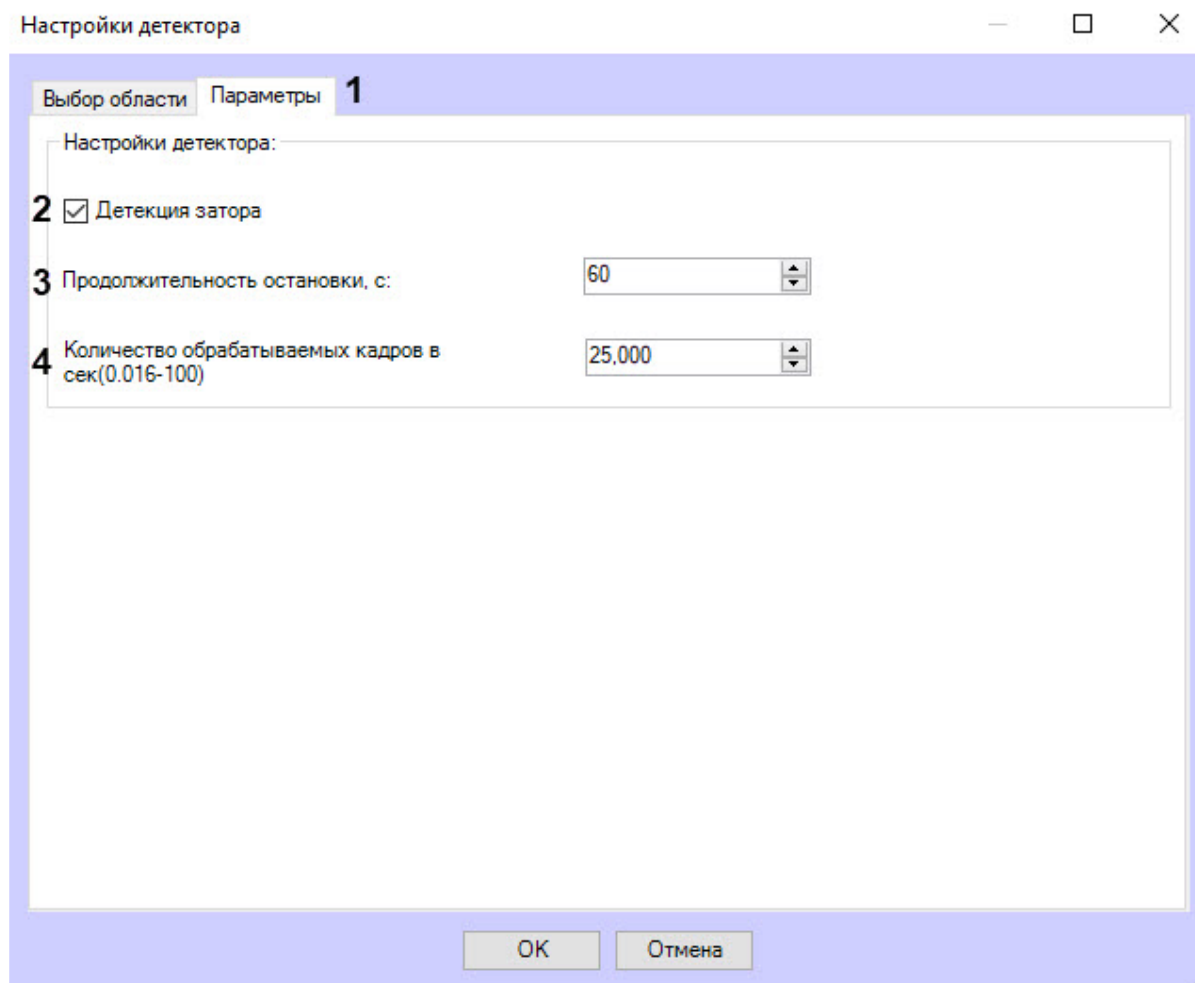 Настройки детектора
Выбор области Параметры 1
Настройки детектора:
2 Детекция затора
3 Продолжительность остановки, с: 60
4 Количество обрабатываемых кадров в
сек(0.016-100) 25,000
OK Отмена